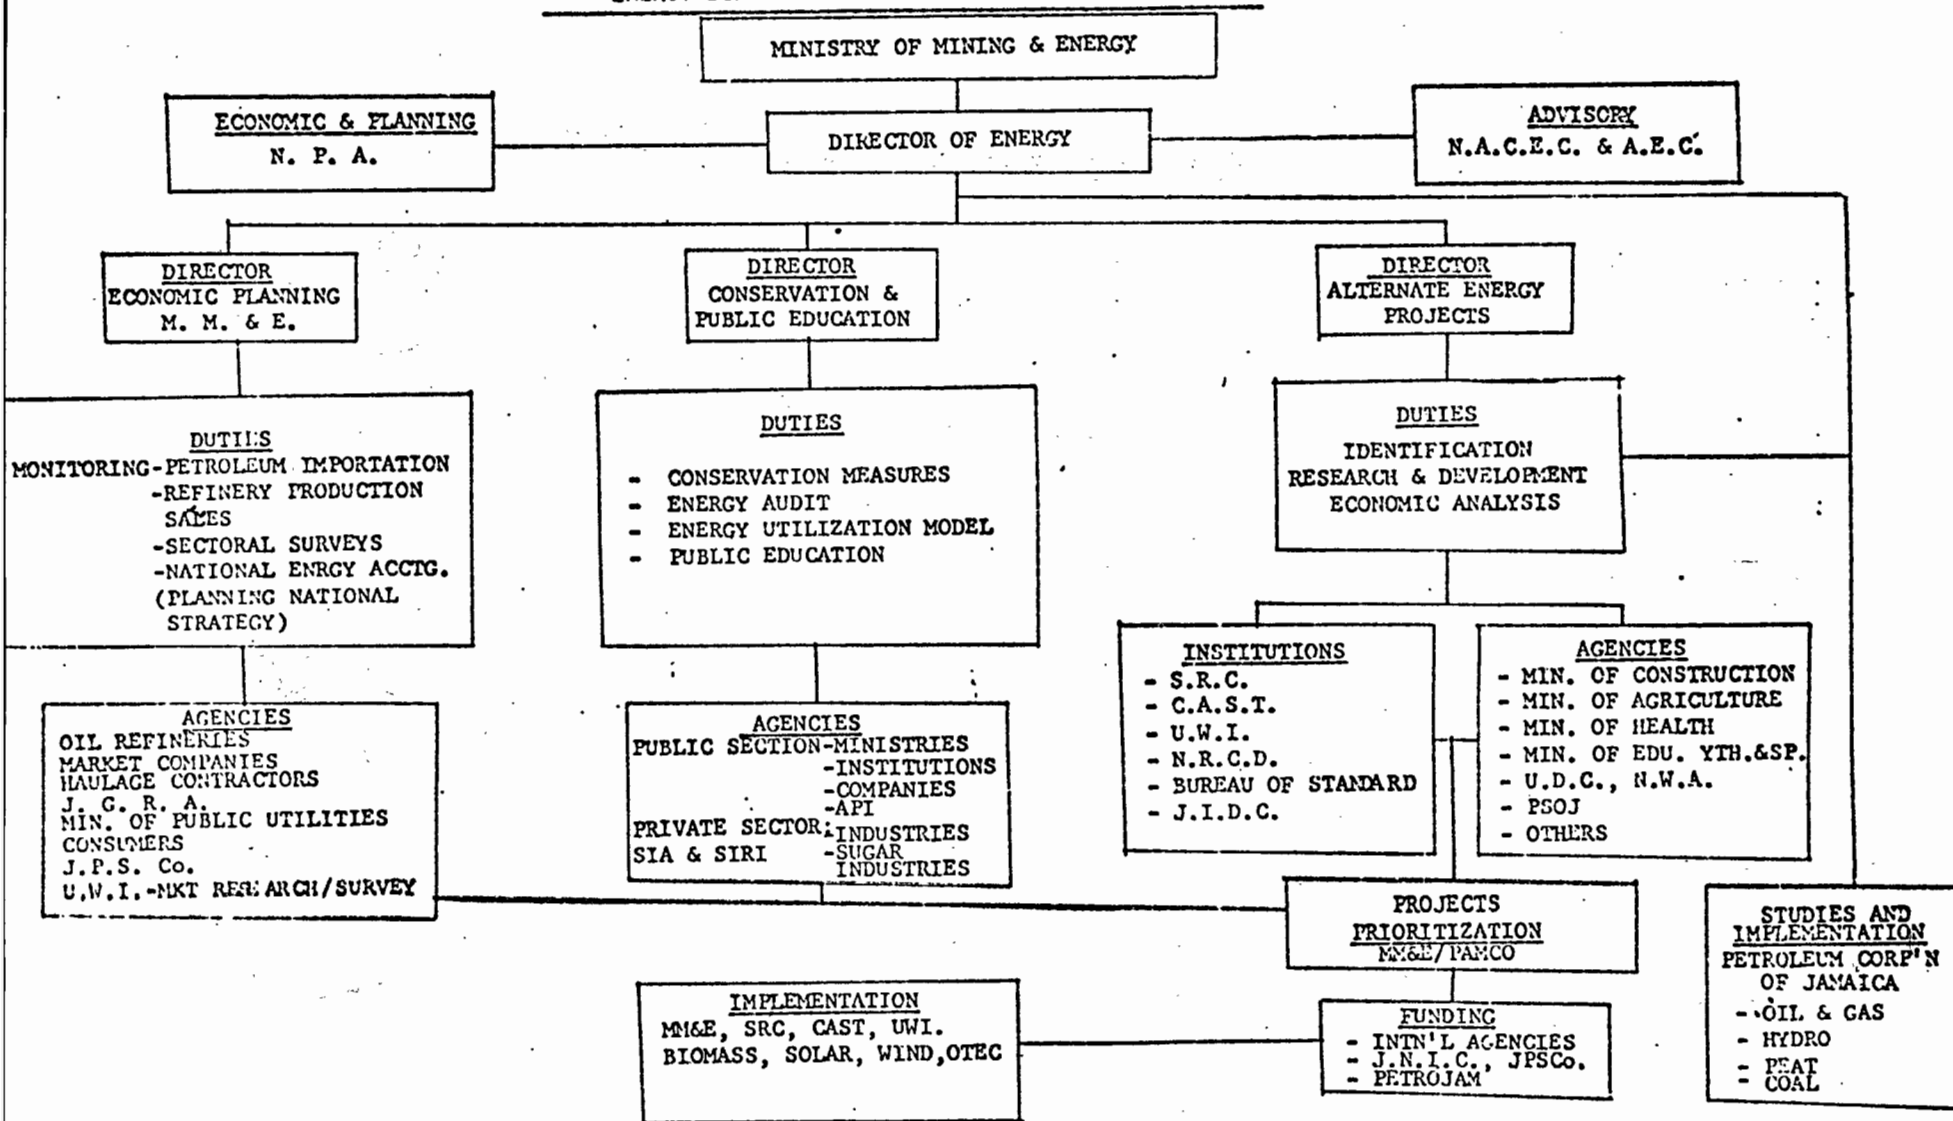 MINISTRY OF MINING & ENERGY
ECONOMIC & PLANNING
N. P. A.
DIRECTOR OF ENERGY
ADVISORY
N.A.C.E.C. & A.E.C.
DIRECTOR
ECONOMIC PLANNING
M. M. & E.
DIRECTOR
CONSERVATION &
PUBLIC EDUCATION
DIRECTOR
ALTERNATE ENERGY
PROJECTS
DUTIES
MONITORING-PETROLEUM IMPORTATION
-REFINERY PRODUCTION
SALES
-SECTORAL SURVEYS
-NATIONAL ENRGY ACCTG.
(PLANNING NATIONAL
STRATEGY)
DUTIES
- CONSERVATION MEASURES
- ENERGY AUDIT
- ENERGY UTILIZATION MODEL
- PUBLIC EDUCATION
DUTIES
IDENTIFICATION
RESEARCH & DEVELOPMENT
ECONOMIC ANALYSIS
AGENCIES
OIL REFINERIES
MARKET COMPANIES
HAULAGE CONTRACTORS
J. G. R. A.
MIN. OF PUBLIC UTILITIES
CONSUMERS
J.P.S. Co.
U.W.I.-MKT RESEARCH/SURVEY
AGENCIES
PUBLIC SECTION-MINISTRIES
-INSTITUTIONS
-COMPANIES
-API
PRIVATE SECTOR:-INDUSTRIES
SIA & SIRI -SUGAR
INDUSTRIES
INSTITUTIONS
- S.R.C.
- C.A.S.T.
- U.W.I.
- N.R.C.D.
- BUREAU OF STANDARD
- J.I.D.C.
AGENCIES
- MIN. OF CONSTRUCTION
- MIN. OF AGRICULTURE
- MIN. OF HEALTH
- MIN. OF EDU. YTH.&SP.
- U.D.C., N.W.A.
- PSOJ
- OTHERS
PROJECTS
PRIORITIZATION
MM&E/PAMCO
STUDIES AND
IMPLEMENTATION
PETROLEUM CORP'N
OF JAMAICA
- OIL & GAS
- HYDRO
- PEAT
- COAL
IMPLEMENTATION
MM&E, SRC, CAST, UWI.
BIOMASS, SOLAR, WIND,OTEC
FUNDING
- INTN'L AGENCIES
- J.N.I.C., JPSCo.
- PETROJAM